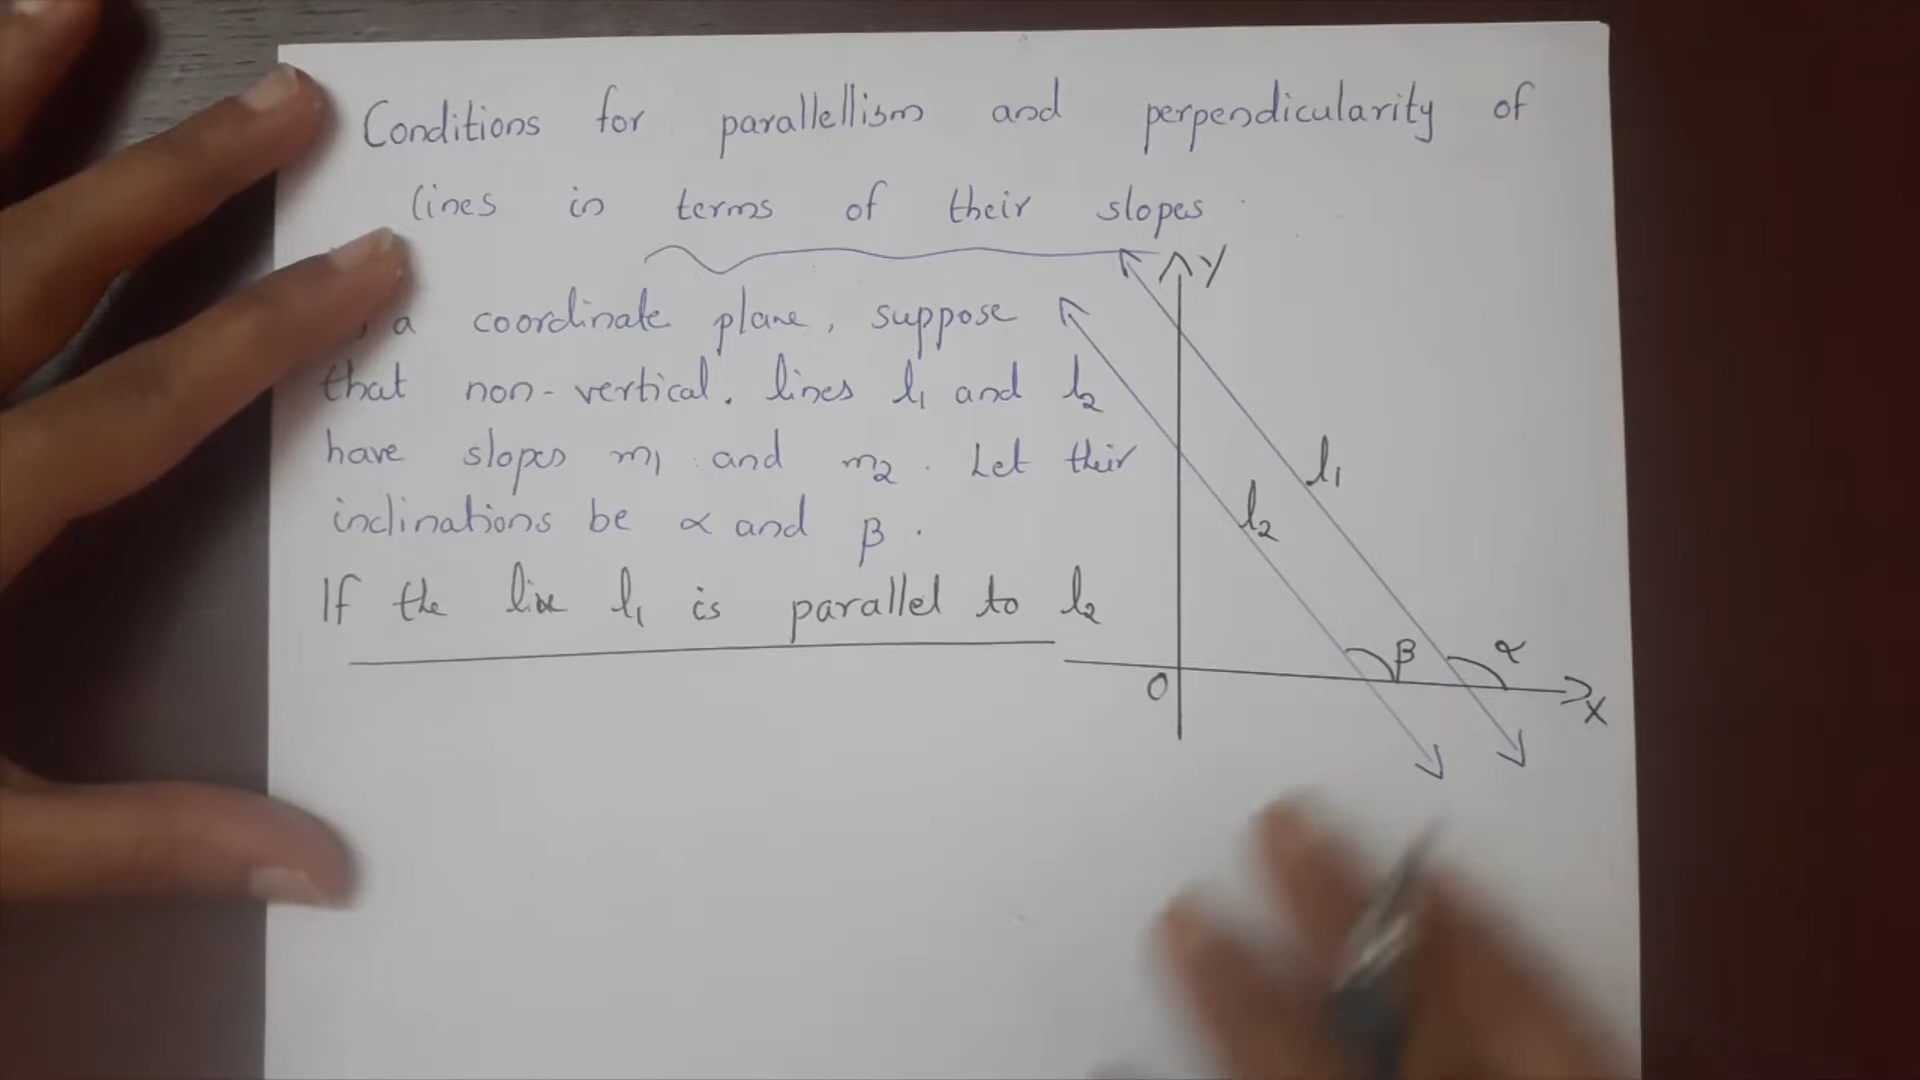 Conditions for parallellism and perpendicularity of
lines in terms of their slopes.
a coordinate plane, suppose
that non-vertical. lines l₁ and l₂
have slopes m₁ and m₂. Let their
inclinations be α and β.
If the line l₁ is parallel to l₂
Y
l₁
l₂
β
α
O
X